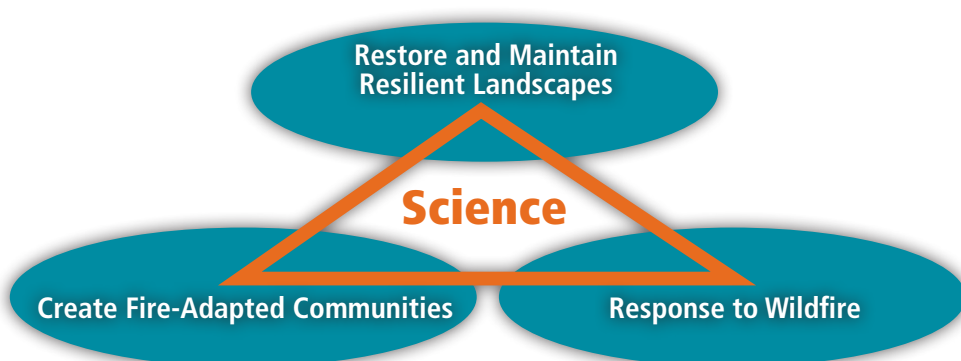 Restore and Maintain
Resilient Landscapes
Science
Create Fire-Adapted Communities
Response to Wildfire